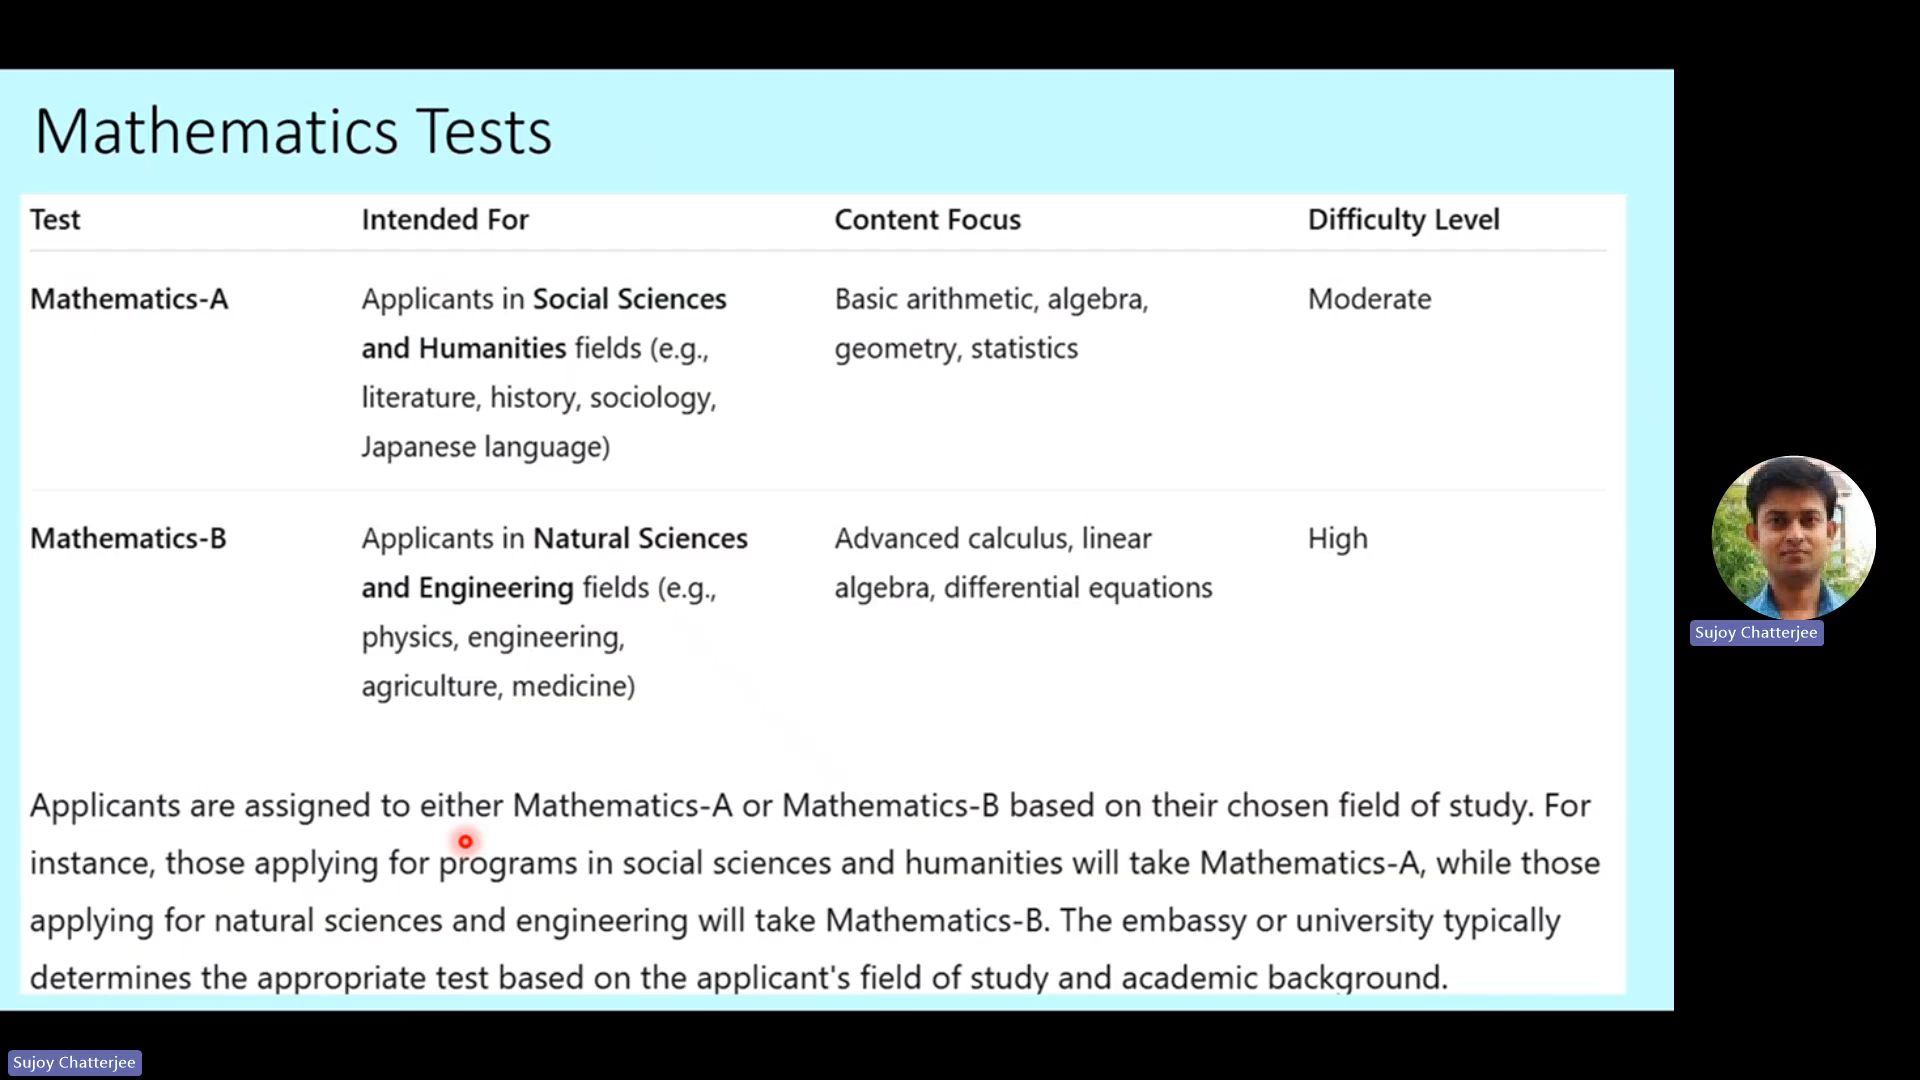 Mathematics Tests
Test Intended For Content Focus Difficulty Level
Mathematics-A Applicants in Social Sciences Basic arithmetic, algebra, Moderate
and Humanities fields (e.g., geometry, statistics
literature, history, sociology,
Japanese language)
Mathematics-B Applicants in Natural Sciences Advanced calculus, linear High
and Engineering fields (e.g., algebra, differential equations
physics, engineering,
agriculture, medicine)
Applicants are assigned to either Mathematics-A or Mathematics-B based on their chosen field of study. For
instance, those applying for programs in social sciences and humanities will take Mathematics-A, while those
applying for natural sciences and engineering will take Mathematics-B. The embassy or university typically
determines the appropriate test based on the applicant's field of study and academic background.
Sujoy Chatterjee
Sujoy Chatterjee